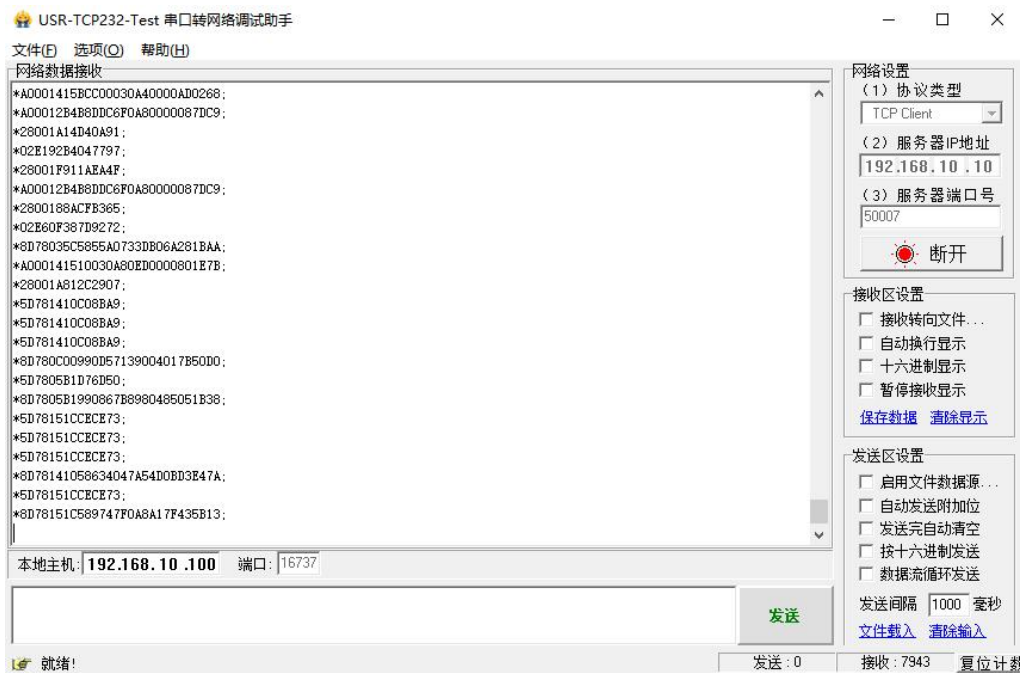 USR-TCP232-Test 串口转网络调试助手
文件(F) 选项(O) 帮助(H)
网络数据接收
*A0001415BCC00030A40000AD0268;
*A00012B4B8DDC6F0A80000087DC9;
*28001A14D40A91;
*02E192B4047797;
*28001F911AEA4F;
*A00012B4B8DDC6F0A80000087DC9;
*2800188ACFB365;
*02E60F387D9272;
*8D78035C5855A0733DB06A281BAA;
*A000141510030A80ED0000801E7B;
*28001A812C2907;
*5D781410C08BA9;
*5D781410C08BA9;
*5D781410C08BA9;
*8D780C00990D57139004017B50D0;
*5D7805B1D76D50;
*8D7805B1990867B8980485051B38;
*5D78151CCECE73;
*5D78151CCECE73;
*5D78151CCECE73;
*8D78141058634047A54D0BD3E47A;
*5D78151CCECE73;
*8D78151C589747F0A8A17F435B13;
本地主机: 192.168.10.100 端口: 16737
发送
就绪!
发送 : 0
接收 : 7943
复位计数
网络设置
(1) 协议类型
TCP Client
(2) 服务器IP地址
192.168.10.10
(3) 服务器端口号
50007
断开
接收区设置
接收转向文件...
自动换行显示
十六进制显示
暂停接收显示
保存数据 清除显示
发送区设置
启用文件数据源...
自动发送附加位
发送完自动清空
按十六进制发送
数据流循环发送
发送间隔 1000 毫秒
文件载入 清除输入